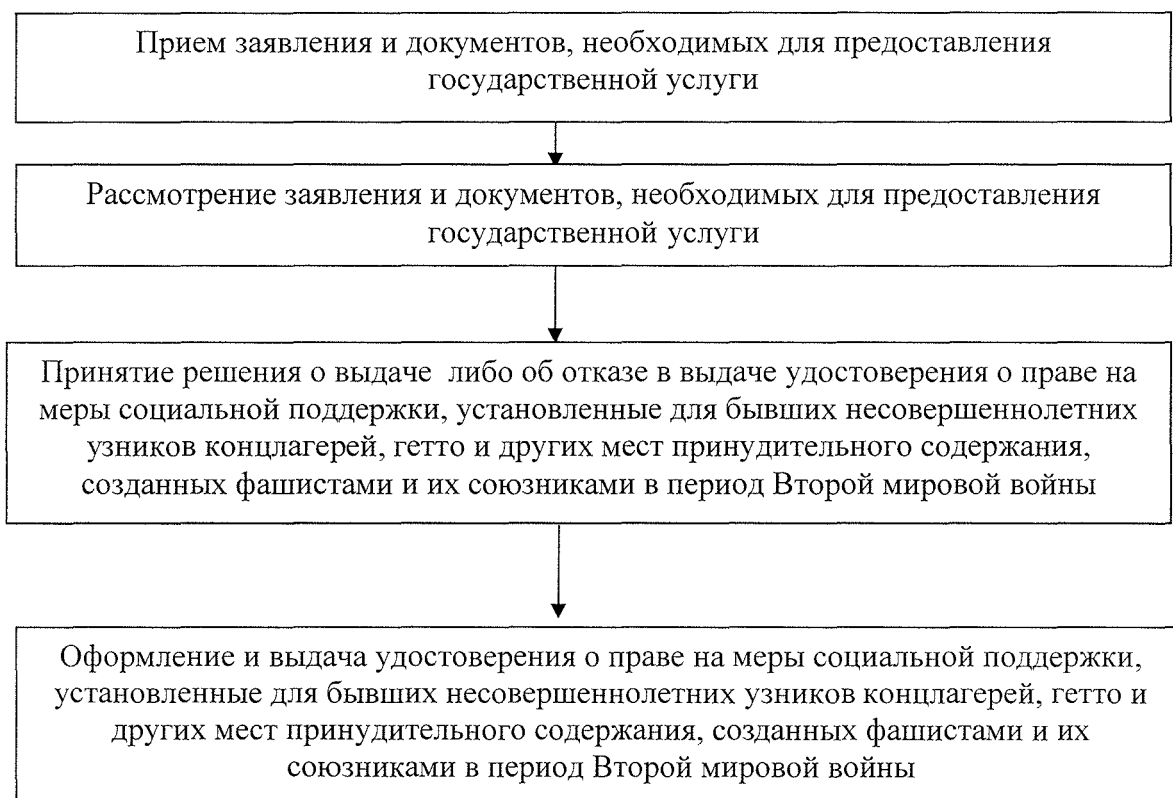 Прием заявления и документов, необходимых для предоставления
государственной услуги
Рассмотрение заявления и документов, необходимых для предоставления
государственной услуги
Принятие решения о выдаче либо об отказе в выдаче удостоверения о праве на
меры социальной поддержки, установленные для бывших несовершеннолетних
узников концлагерей, гетто и других мест принудительного содержания,
созданных фашистами и их союзниками в период Второй мировой войны
Оформление и выдача удостоверения о праве на меры социальной поддержки,
установленные для бывших несовершеннолетних узников концлагерей, гетто и
других мест принудительного содержания, созданных фашистами и их
союзниками в период Второй мировой войны